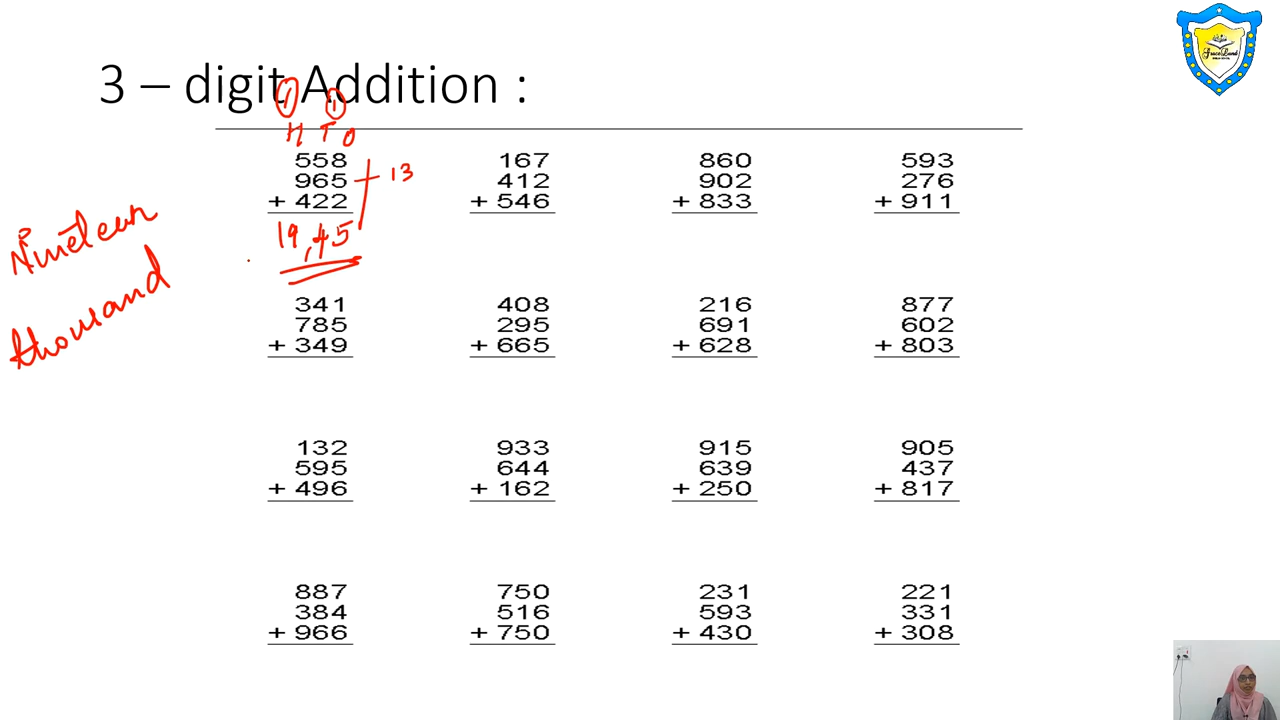 3 – digit Addition :
1 1
H T O
558 167 860 593
965 412 902 276
+ 422 + 546 + 833 + 911
13
19,45
Nineteen
thousand
341 408 216 877
785 295 691 602
+ 349 + 665 + 628 + 803
132 933 915 905
595 644 639 437
+ 496 + 162 + 250 + 817
887 750 231 221
384 516 593 331
+ 966 + 750 + 430 + 308